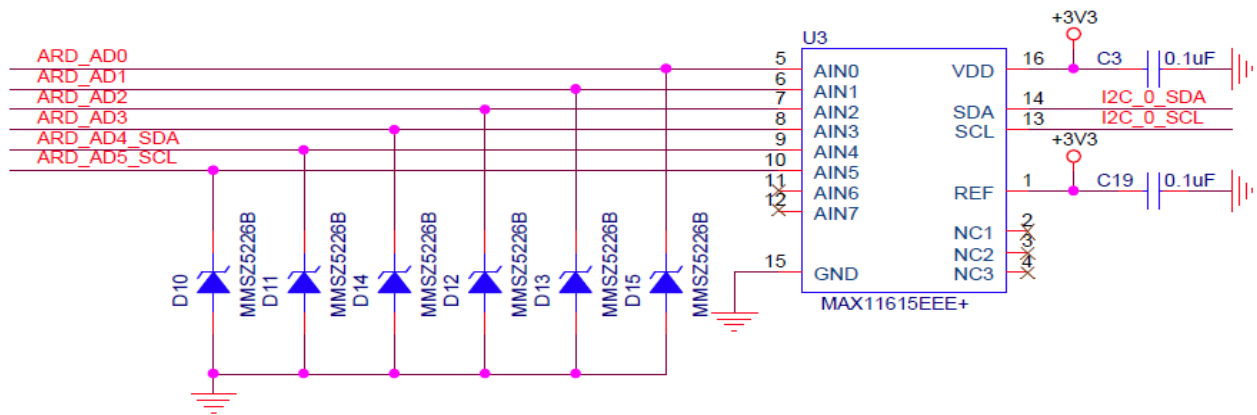 ARD_AD0
ARD_AD1
ARD_AD2
ARD_AD3
ARD_AD4_SDA
ARD_AD5_SCL
D10
MMSZ5226B
D11
MMSZ5226B
D14
MMSZ5226B
D12
MMSZ5226B
D13
MMSZ5226B
D15
MMSZ5226B
U3
5 AIN0
6 AIN1
7 AIN2
8 AIN3
9 AIN4
10 AIN5
11 AIN6
12 AIN7
15 GND
VDD 16
SDA 14
SCL 13
REF 1
NC1 2
NC2 3
NC3 4
MAX11615EEE+
+3V3
C3 0.1uF
I2C_0_SDA
I2C_0_SCL
+3V3
C19 0.1uF